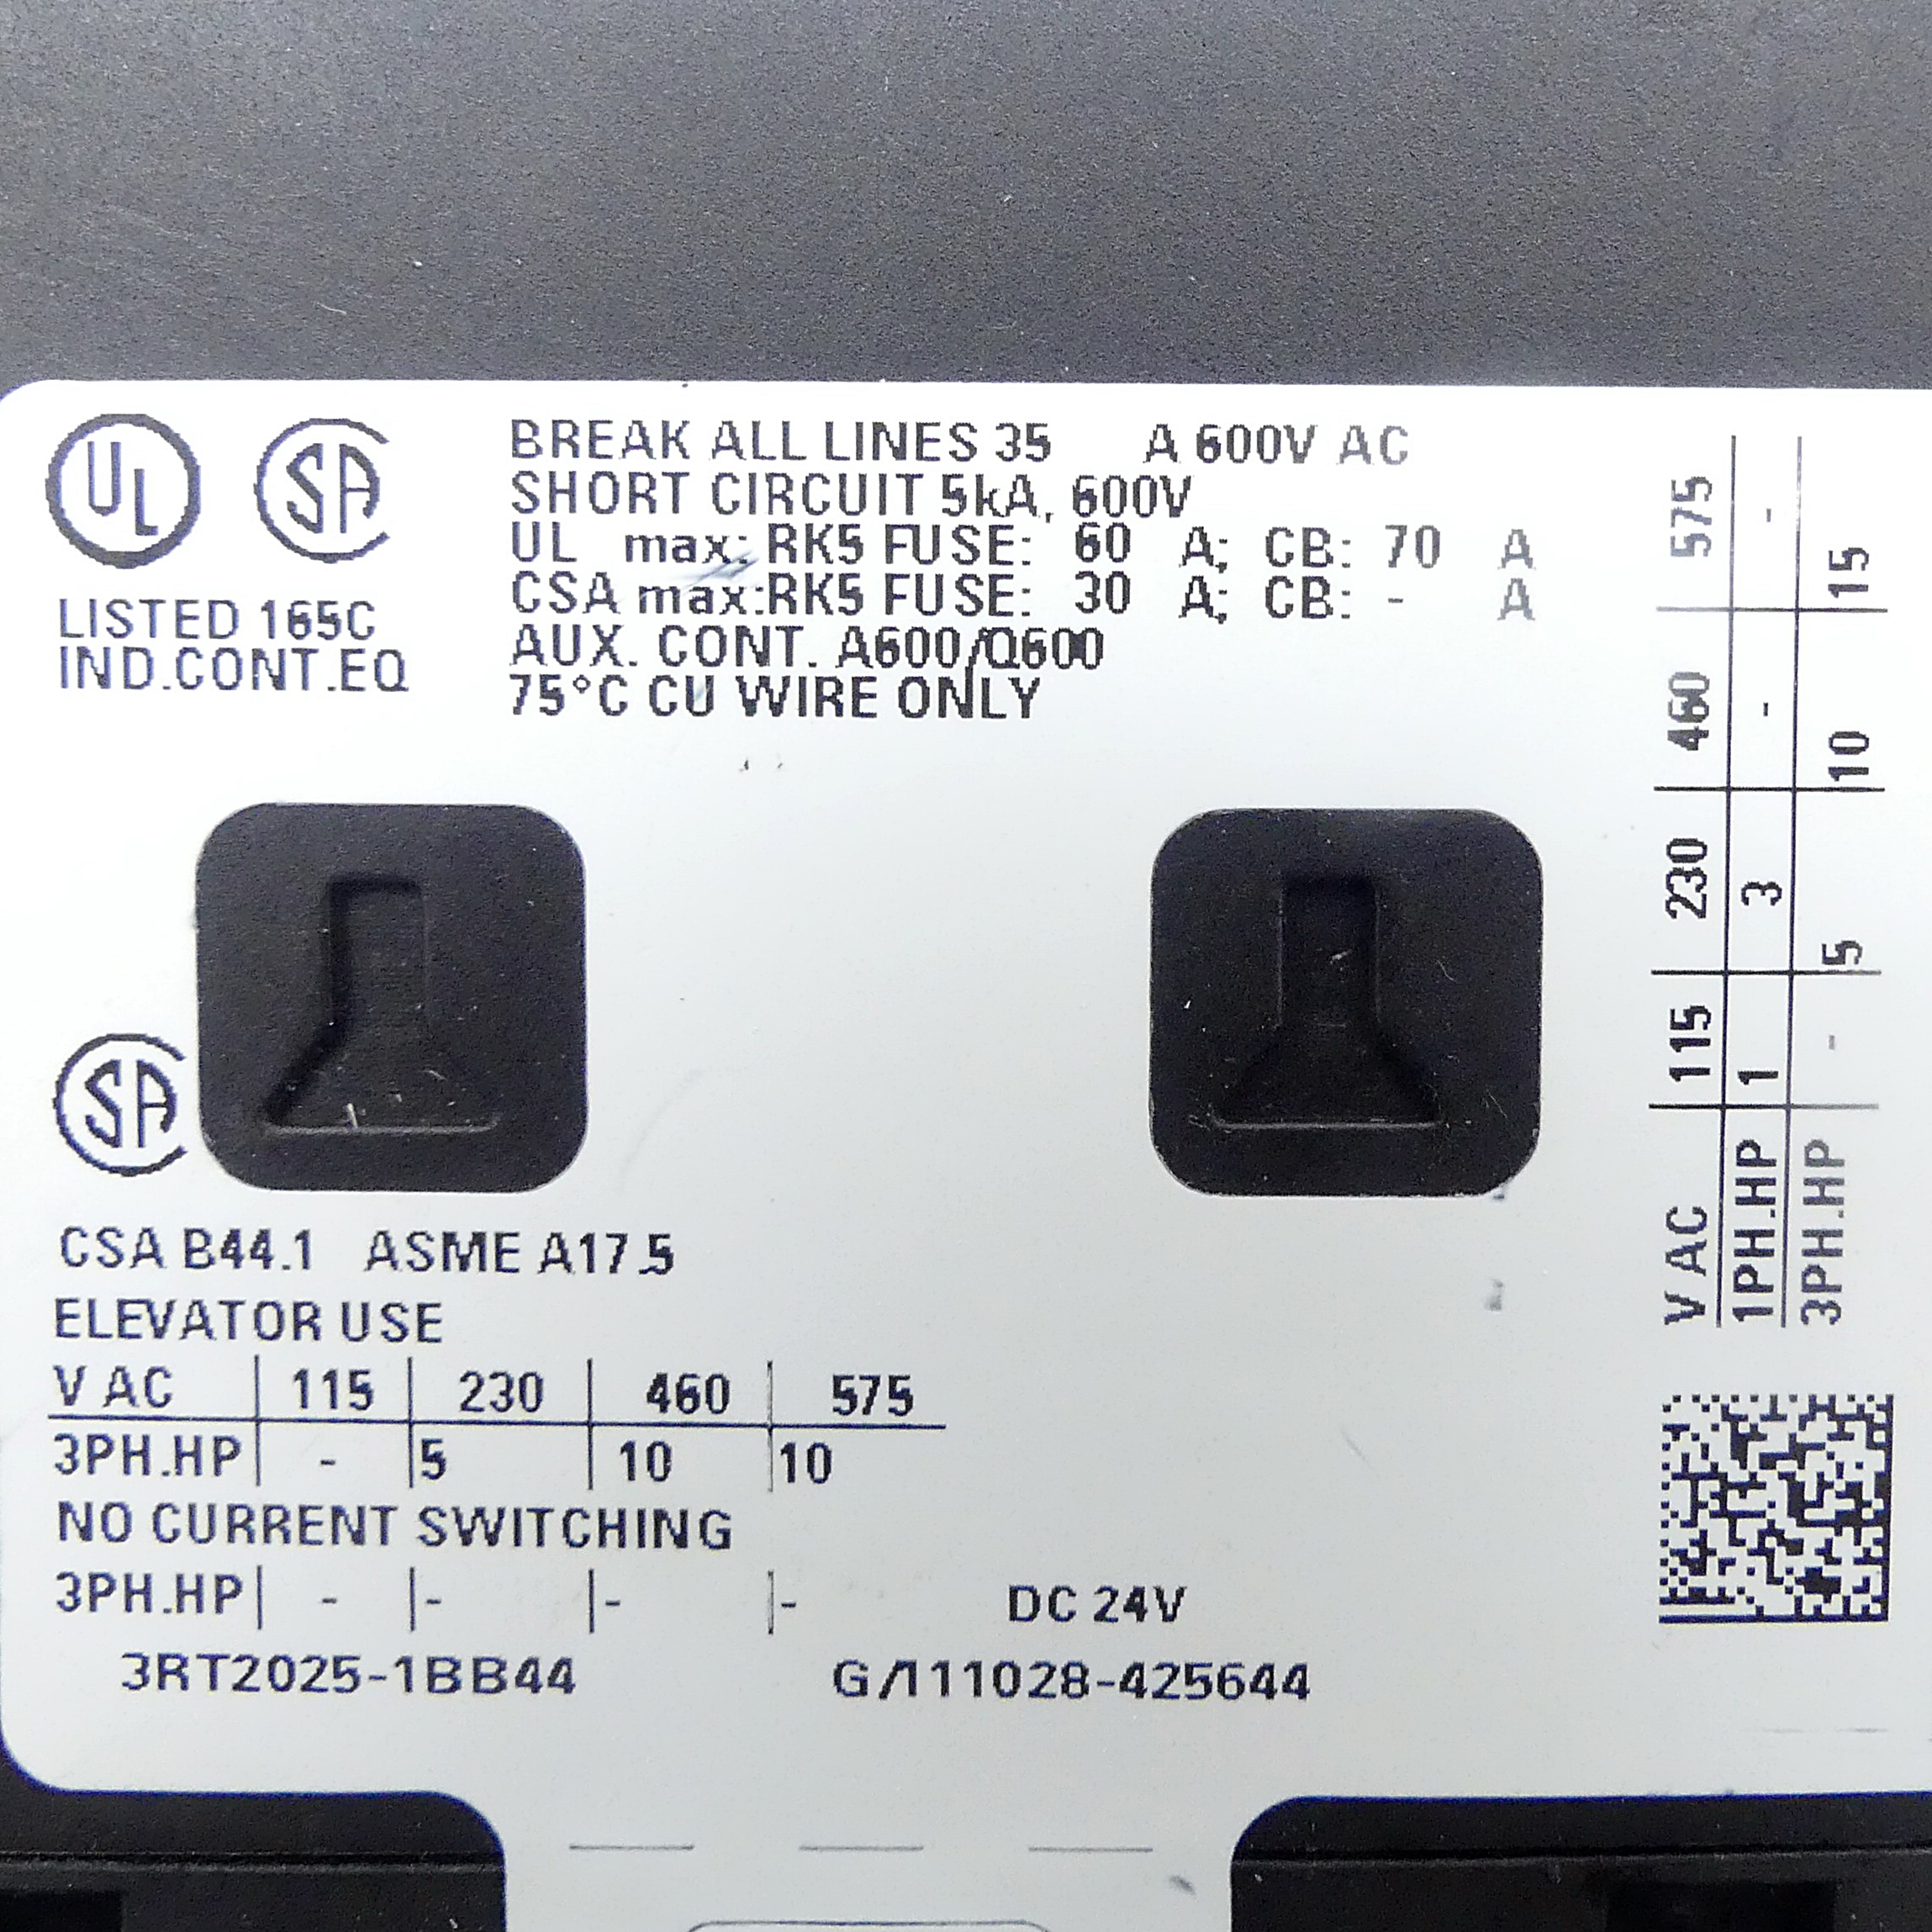 UL SA
LISTED 165C
IND.CONT.EQ
BREAK ALL LINES 35 A 600V AC
SHORT CIRCUIT 5kA, 600V
UL max: RK5 FUSE: 60 A; CB: 70 A
CSA max:RK5 FUSE: 30 A; CB: - A
AUX. CONT. A600/Q600
75°C CU WIRE ONLY
V AC 115 230 460 575
1PH.HP 1 3 - -
3PH.HP - 5 10 15
SA
CSA B44.1 ASME A17.5
ELEVATOR USE
V AC 115 230 460 575
3PH.HP - 5 10 10
NO CURRENT SWITCHING
3PH.HP - - - -
DC 24V
3RT2025-1BB44 G/111028-425644